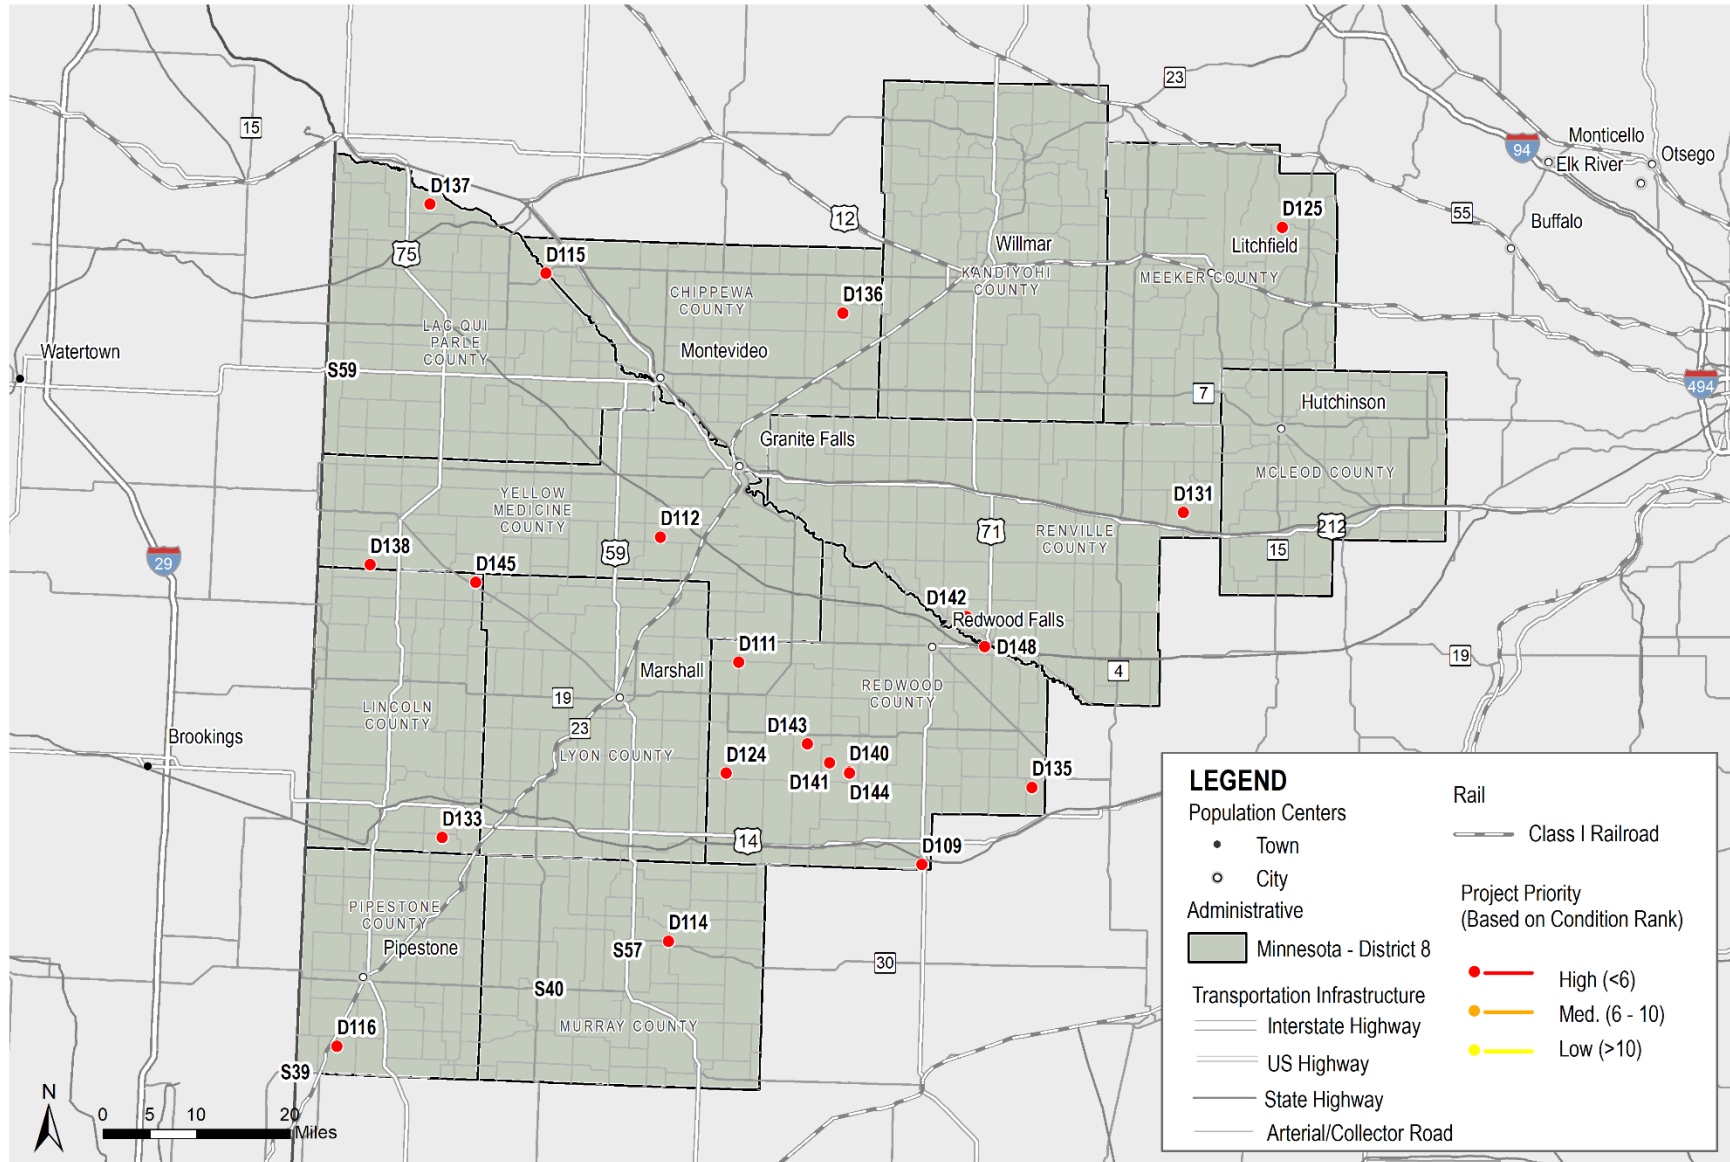 23
15
94
Monticello
Otsego
Elk River
D137
12
D125
55
Buffalo
75
Willmar
Litchfield
D115
KANDIYOHI
COUNTY
MEEKER COUNTY
CHIPPEWA
COUNTY
D136
LAC QUI
PARLE
COUNTY
Watertown
Montevideo
S59
494
7
Hutchinson
Granite Falls
MCLEOD COUNTY
YELLOW
MEDICINE
COUNTY
D131
D112
71
RENVILLE
COUNTY
212
D138
59
15
29
D145
D142
Redwood Falls
D111
D148
Marshall
19
4
REDWOOD
COUNTY
19
LINCOLN
COUNTY
23
D143
Brookings
LYON COUNTY
D124
D140
D141
D144
D135
D133
14
D109
PIPESTONE
COUNTY
Pipestone
D114
S57
30
S40
MURRAY COUNTY
D116
S39
N
0 5 10 20
Miles
LEGEND
Population Centers
Town
City
Administrative
Minnesota - District 8
Transportation Infrastructure
Interstate Highway
US Highway
State Highway
Arterial/Collector Road
Rail
Class I Railroad
Project Priority
(Based on Condition Rank)
High (<6)
Med. (6 - 10)
Low (>10)